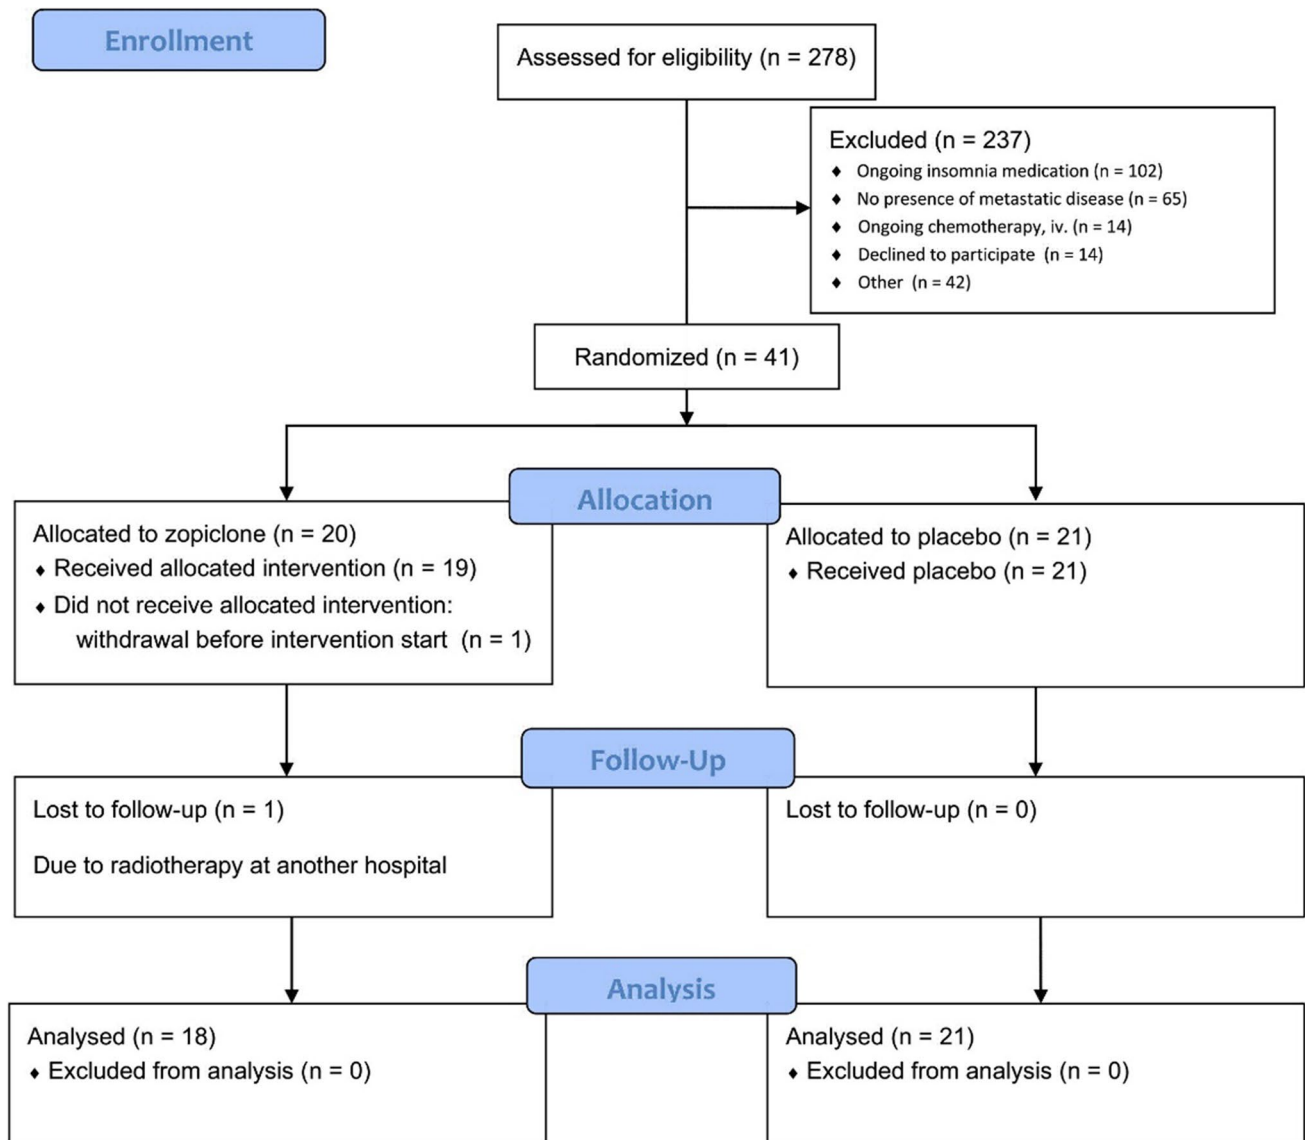 Enrollment
Assessed for eligibility (n = 278)
Excluded (n = 237)
♦ Ongoing insomnia medication (n = 102)
♦ No presence of metastatic disease (n = 65)
♦ Ongoing chemotherapy, iv. (n = 14)
♦ Declined to participate (n = 14)
♦ Other (n = 42)
Randomized (n = 41)
Allocation
Allocated to zopiclone (n = 20)
♦ Received allocated intervention (n = 19)
♦ Did not receive allocated intervention:
withdrawal before intervention start (n = 1)
Allocated to placebo (n = 21)
♦ Received placebo (n = 21)
Follow-Up
Lost to follow-up (n = 1)
Due to radiotherapy at another hospital
Lost to follow-up (n = 0)
Analysis
Analysed (n = 18)
♦ Excluded from analysis (n = 0)
Analysed (n = 21)
♦ Excluded from analysis (n = 0)